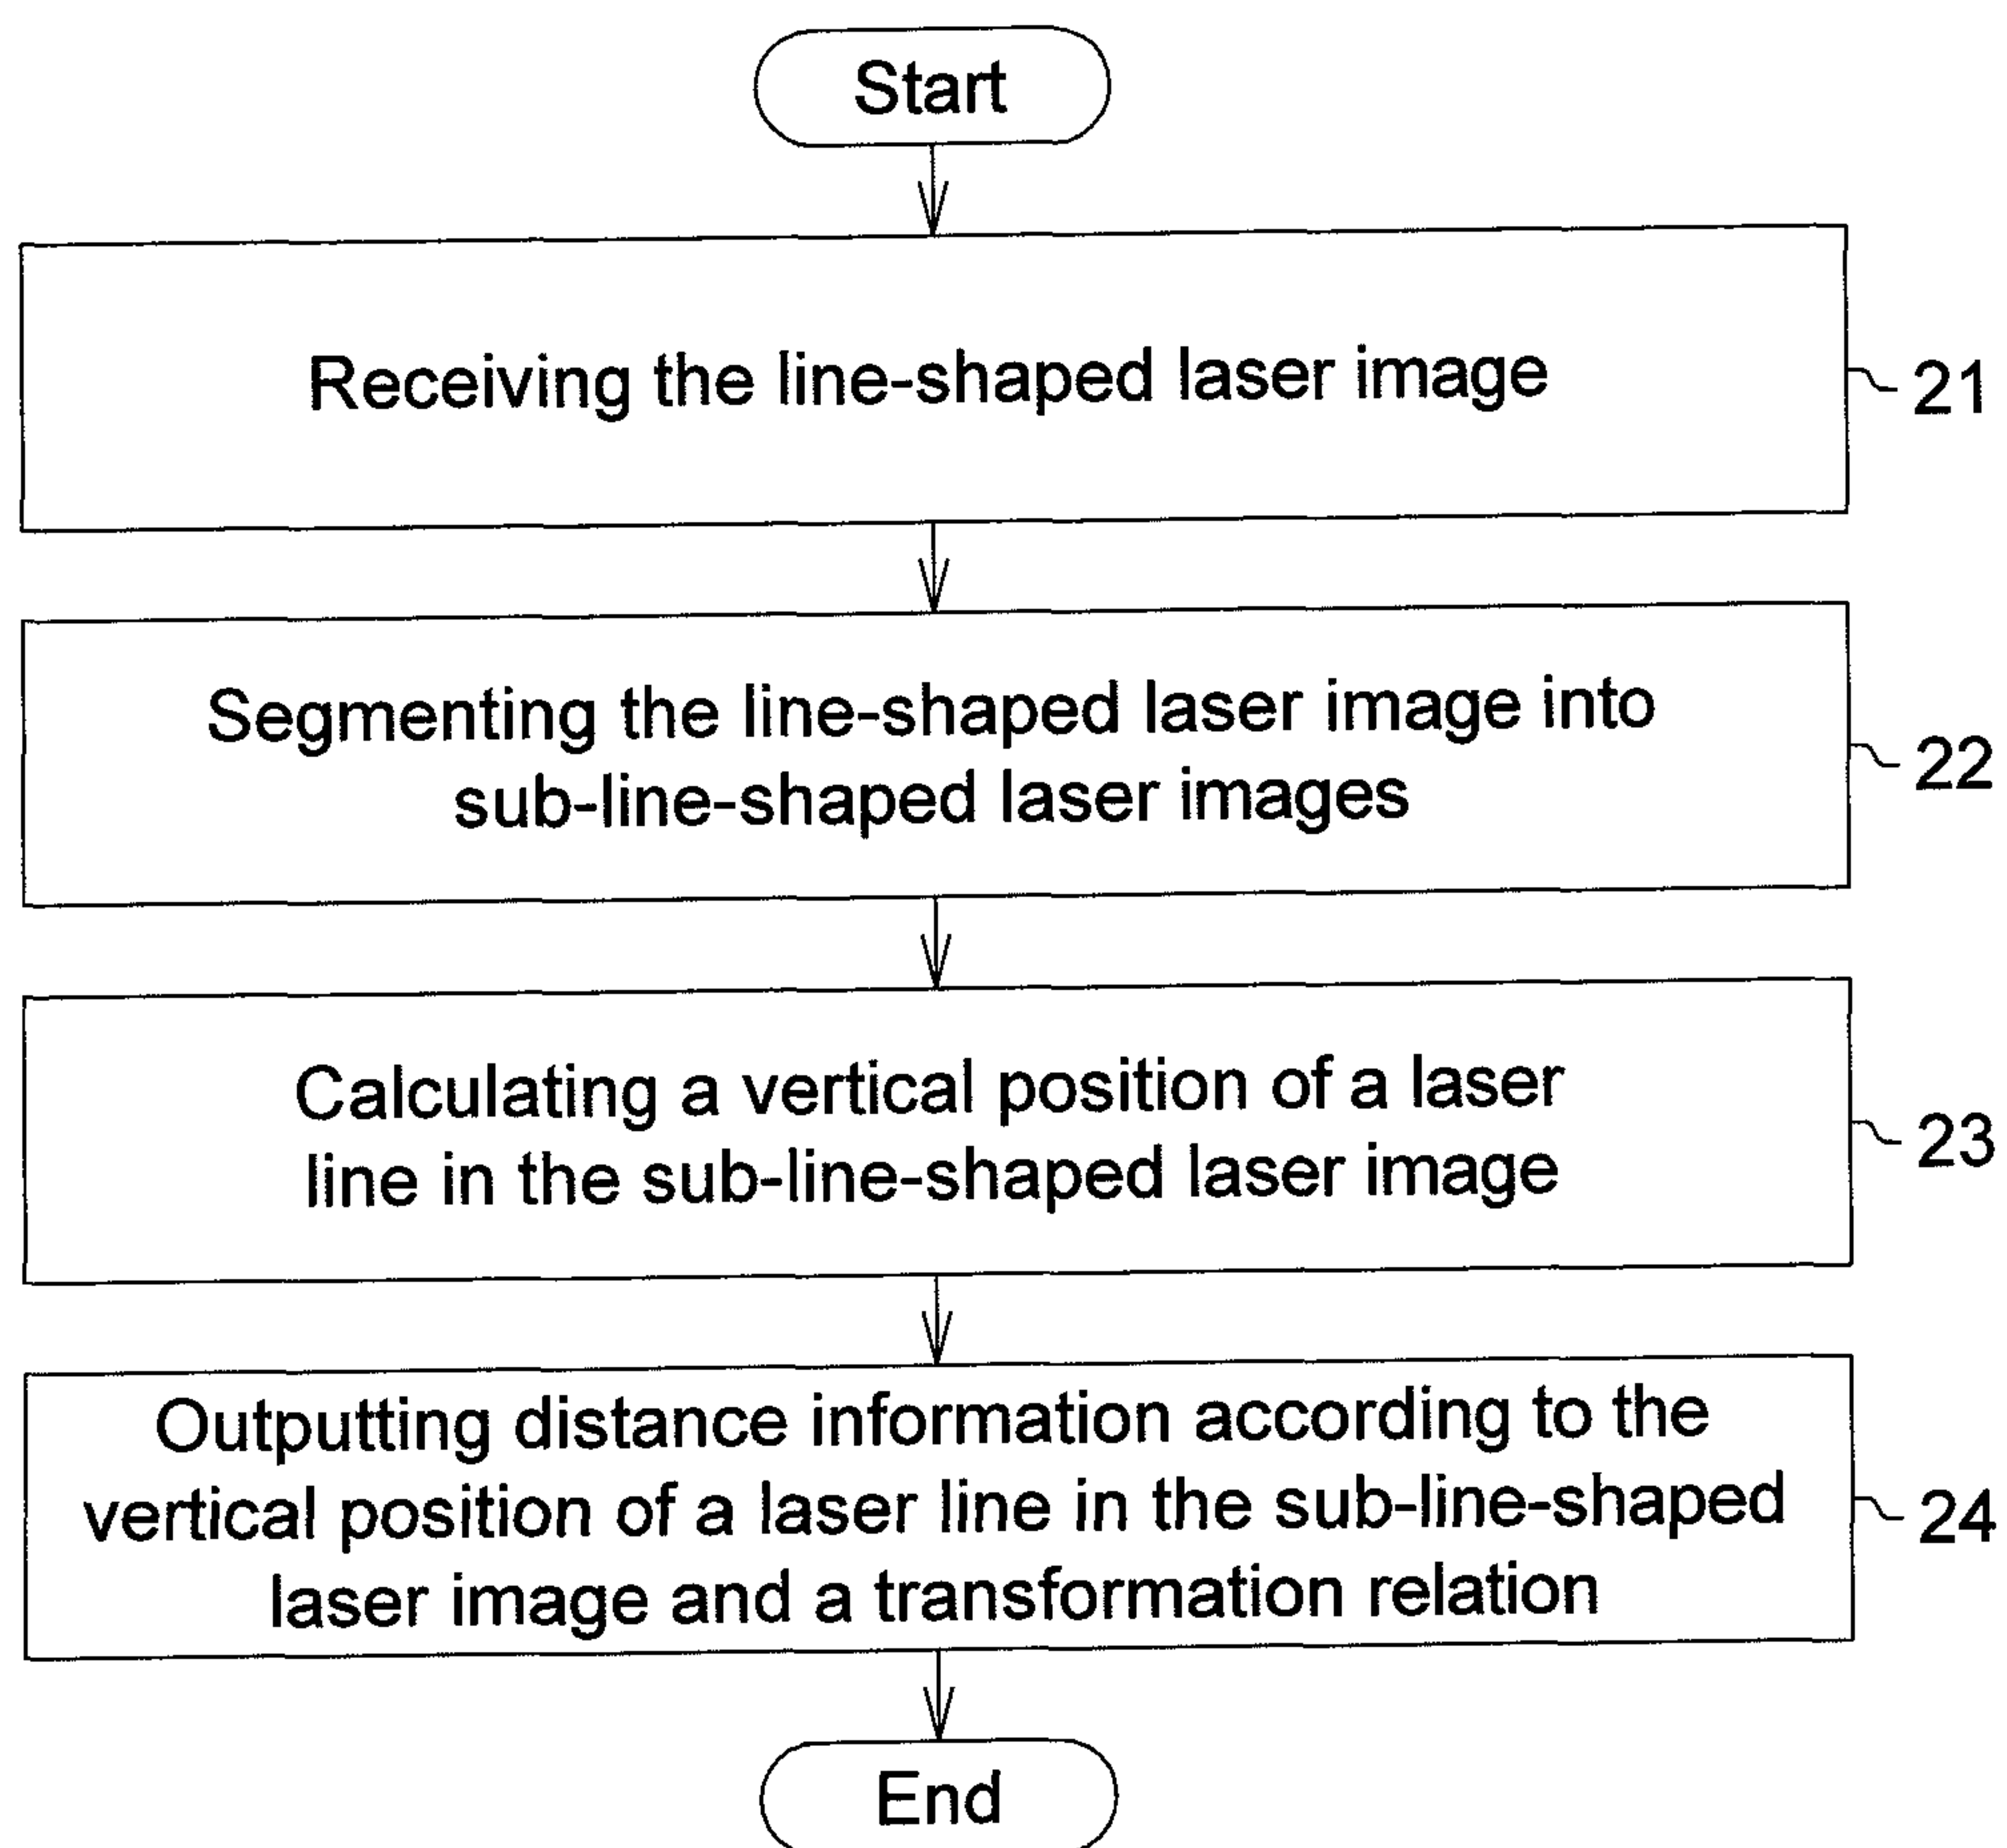 Start
Receiving the line-shaped laser image
21
Segmenting the line-shaped laser image into
sub-line-shaped laser images
22
Calculating a vertical position of a laser
line in the sub-line-shaped laser image
23
Outputting distance information according to the
vertical position of a laser line in the sub-line-shaped
laser image and a transformation relation
24
End